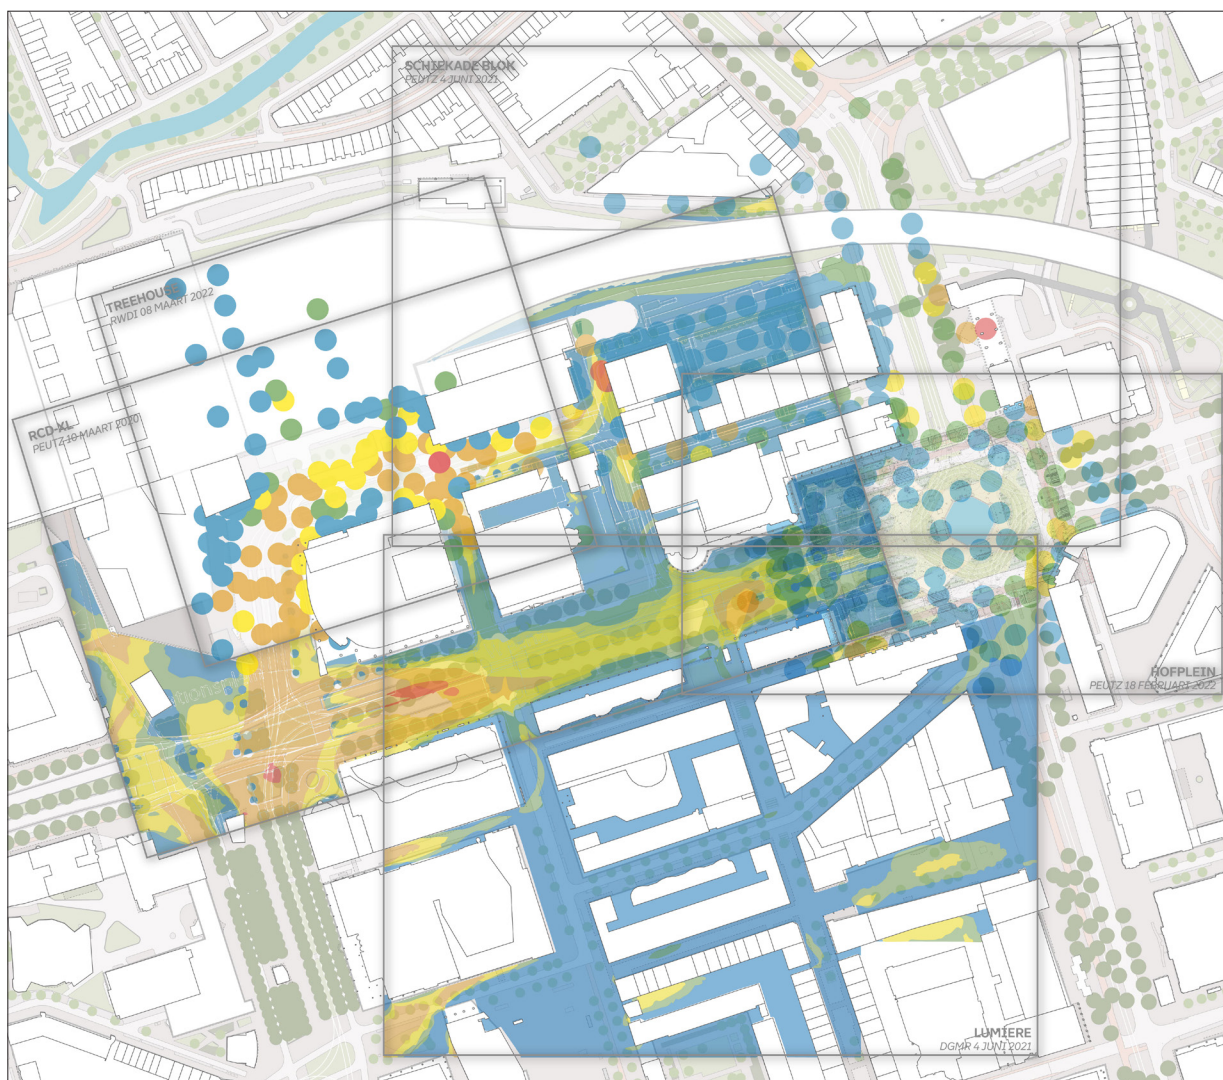 SCHIEKADE BLOK
PEUTZ 4 JUNI 2021
TREEHOUSE
RWDI 08 MAART 2022
RCD-XL
PEUTZ 10 MAART 2020
HOFPLEIN
PEUTZ 18 FEBRUARI 2022
LUMIERE
DGMR 4 JUNI 2021